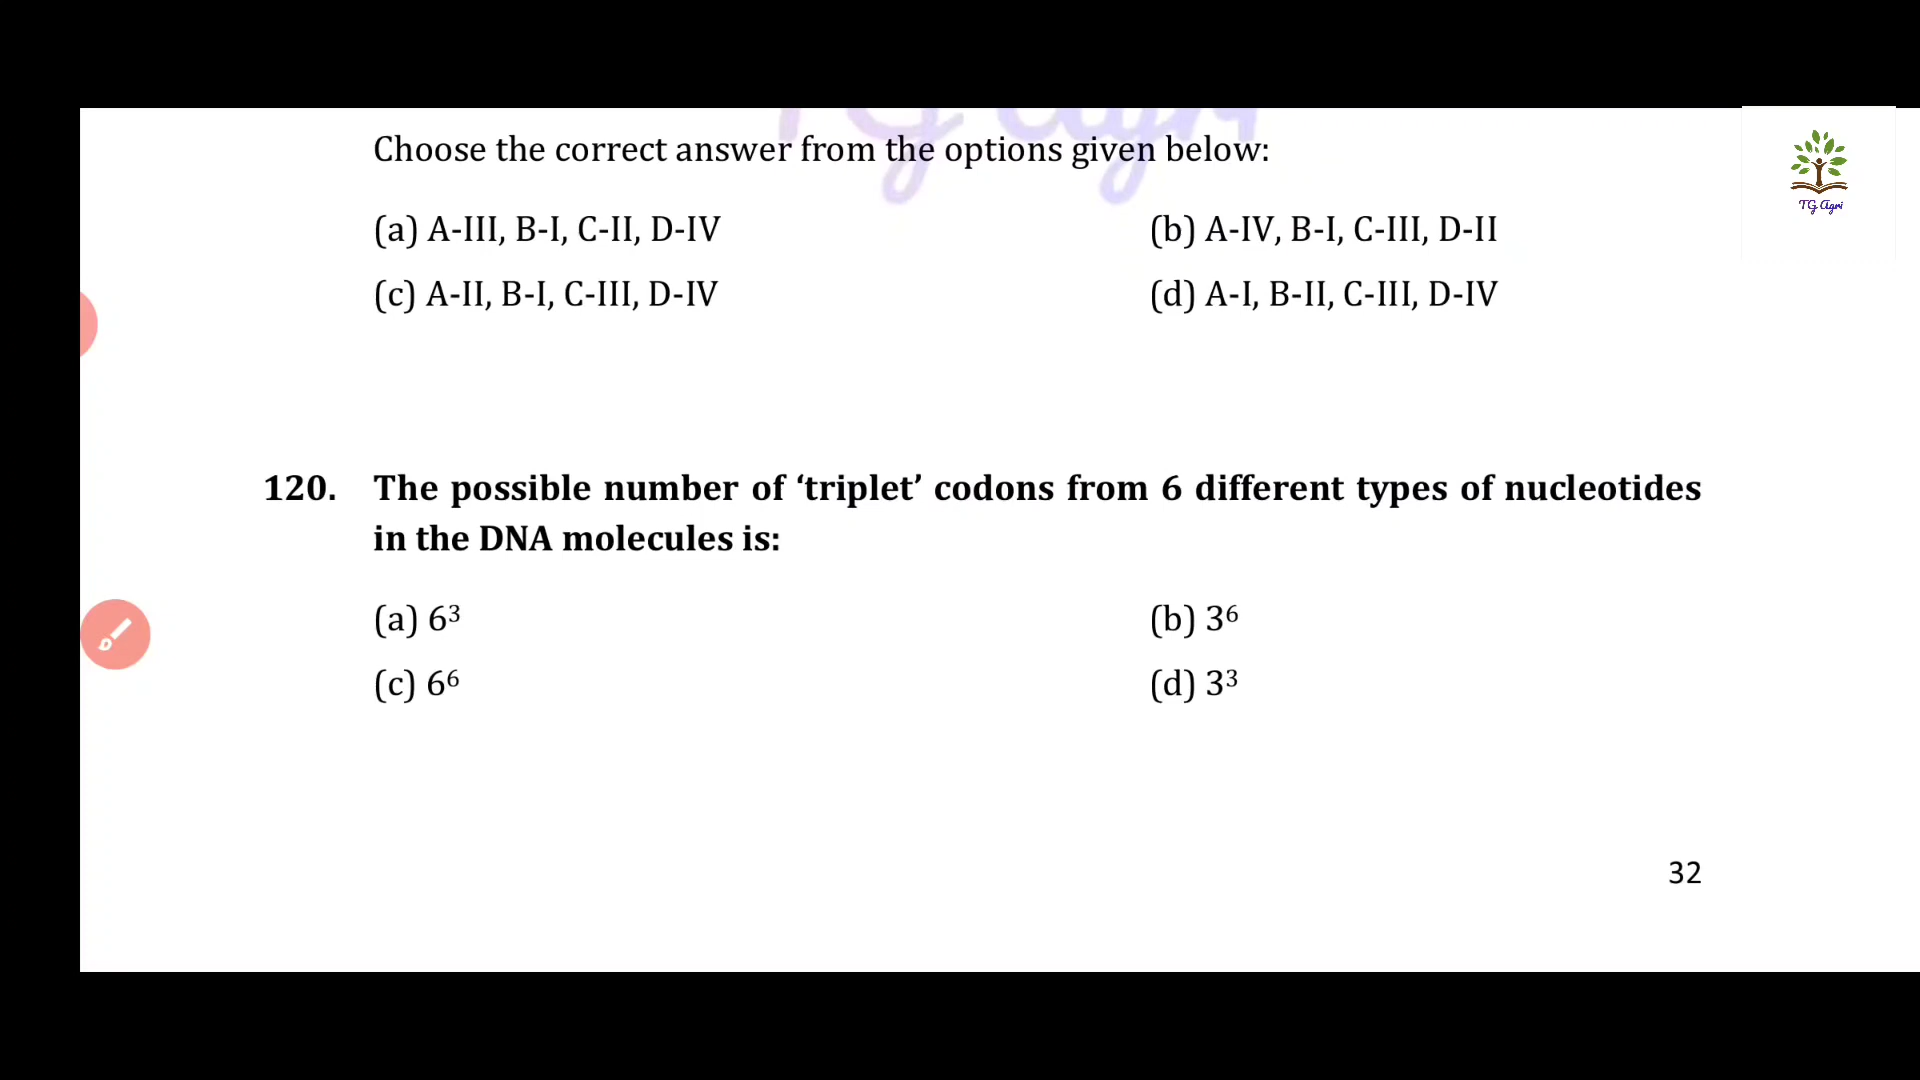 TG Agri
Choose the correct answer from the options given below:
TG Agri
(a) A-III, B-I, C-II, D-IV
(b) A-IV, B-I, C-III, D-II
(c) A-II, B-I, C-III, D-IV
(d) A-I, B-II, C-III, D-IV
120. The possible number of ‘triplet’ codons from 6 different types of nucleotides
in the DNA molecules is:
(a) 6³
(b) 3⁶
(c) 6⁶
(d) 3³
32